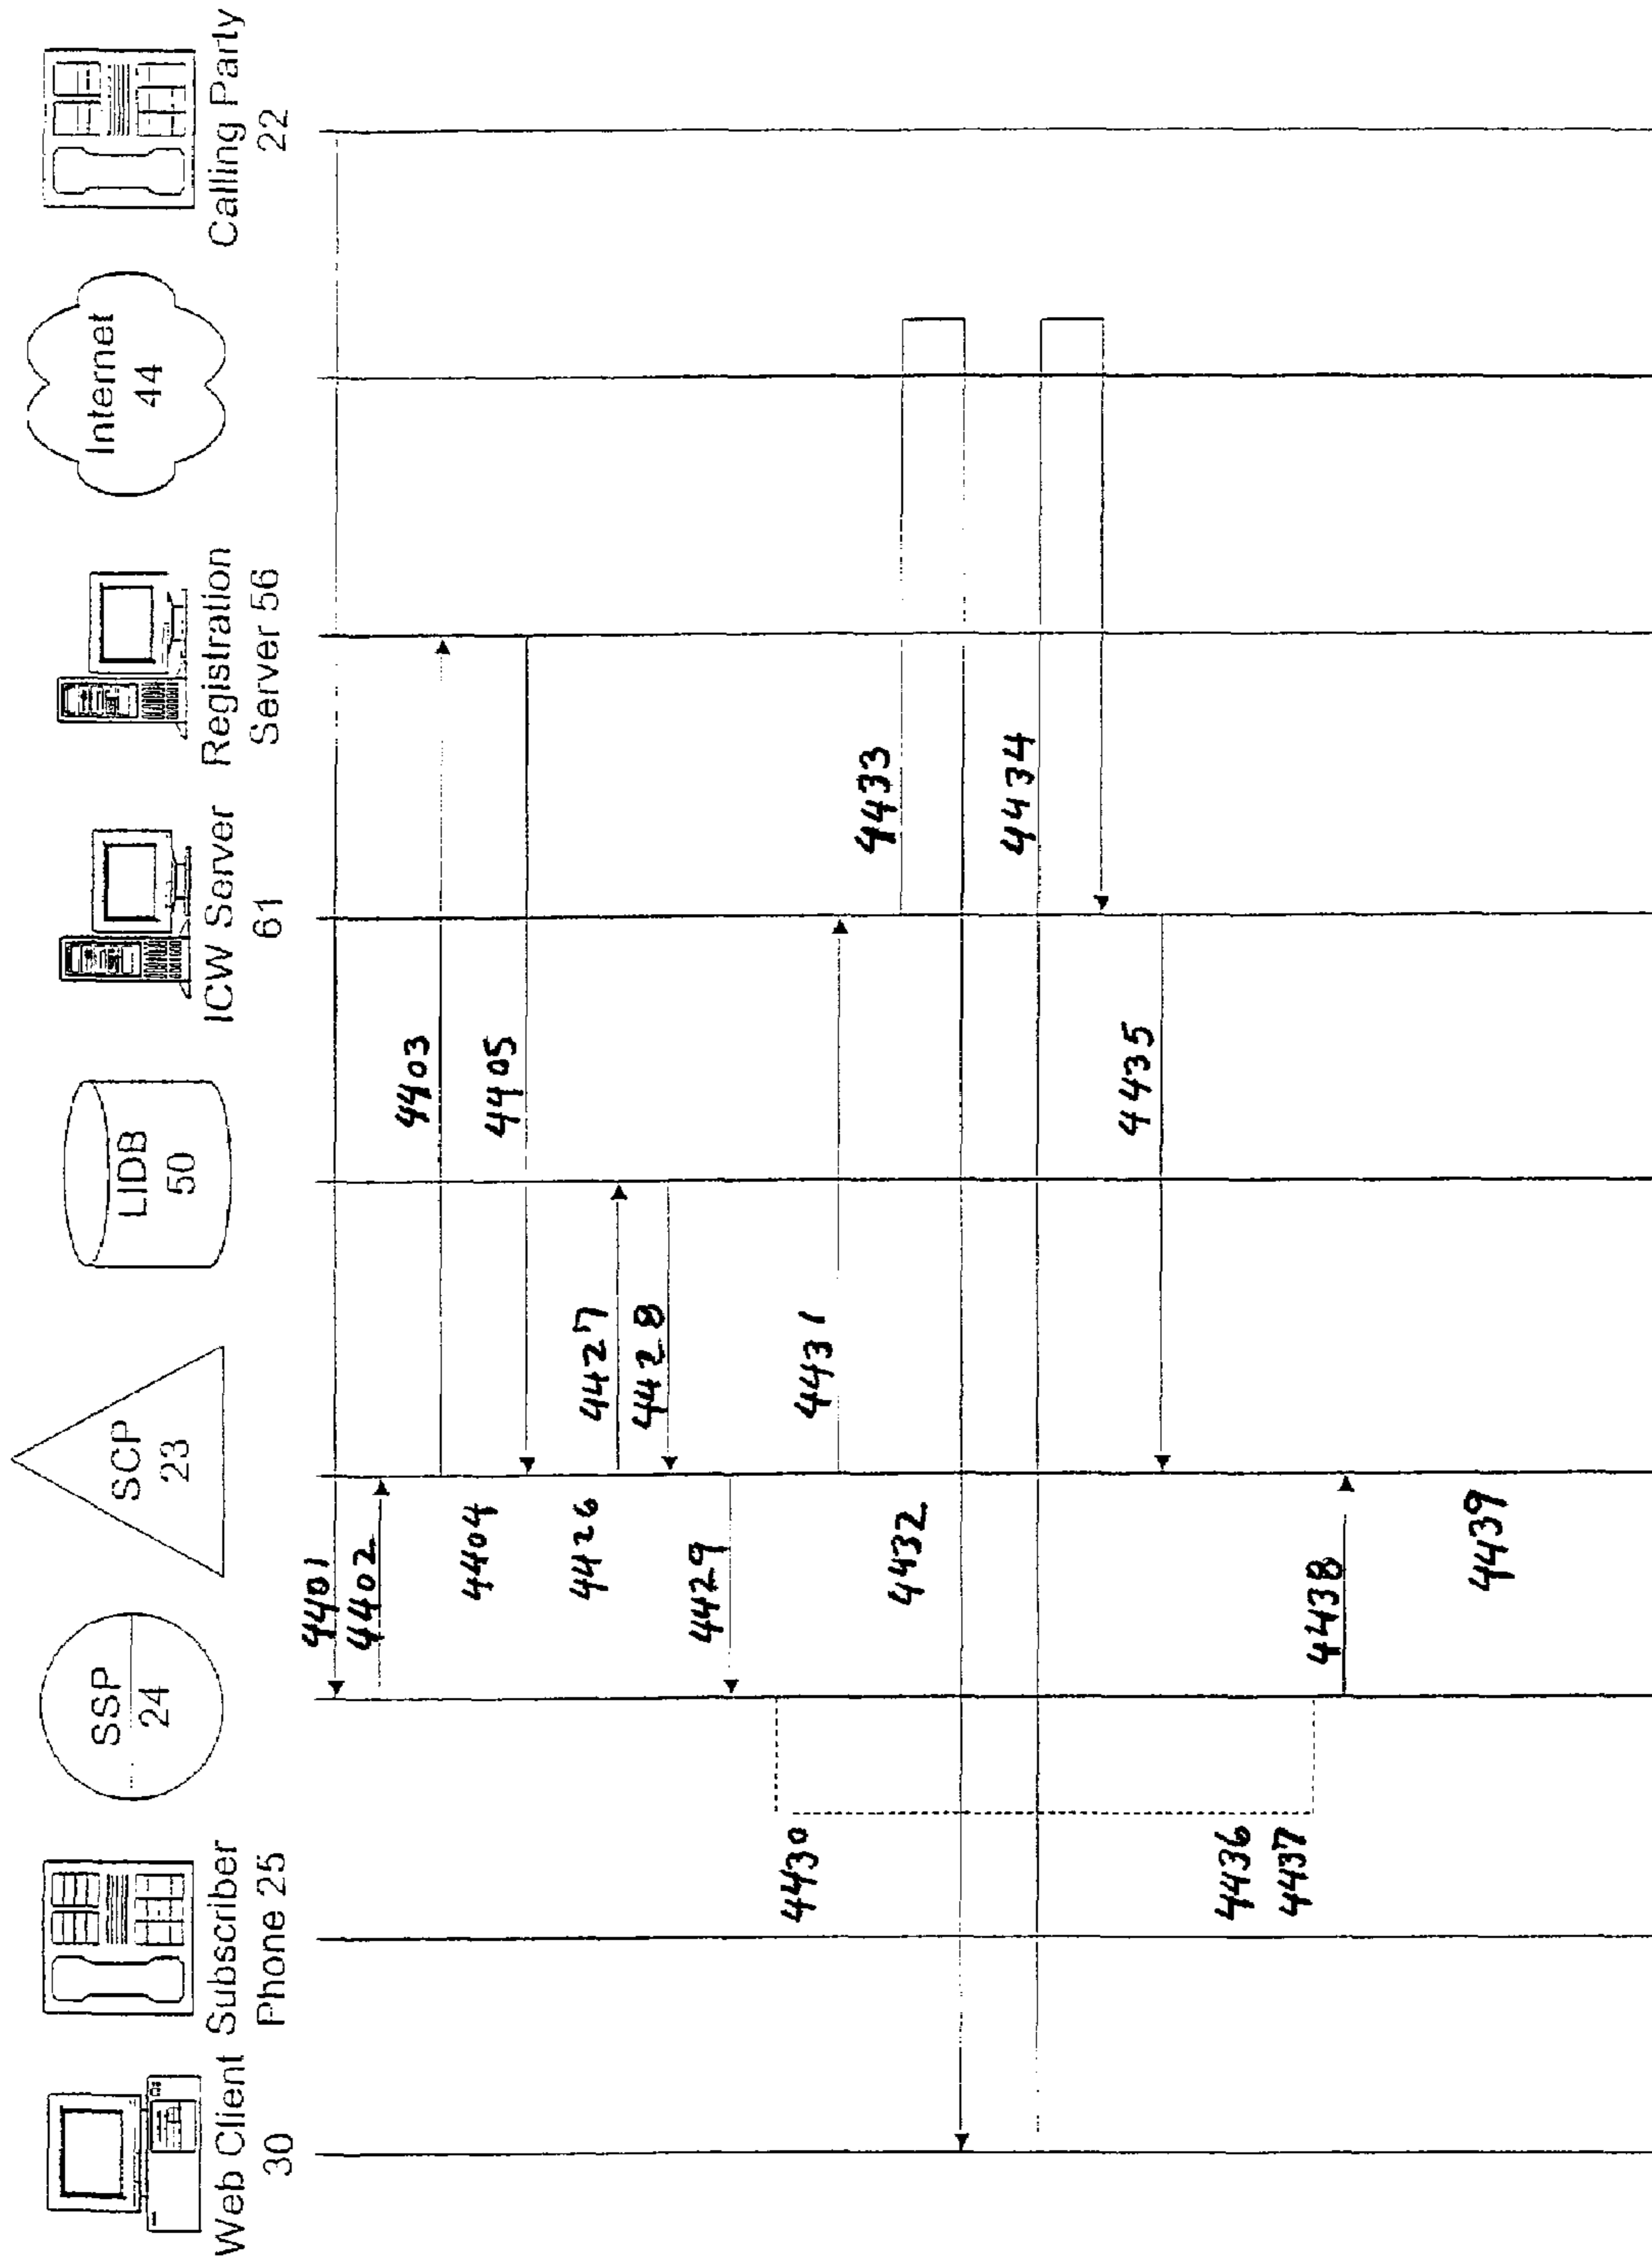 Web Client
30
Subscriber
Phone 25
SSP
24
SCP
23
LIDB
50
ICW Server
61
Registration
Server 56
Internet
44
Calling Party
22
4401
4402
4403
4404
4405
4426
4427
4428
4429
4430
4431
4432
4433
4434
4435
4436
4437
4438
4439